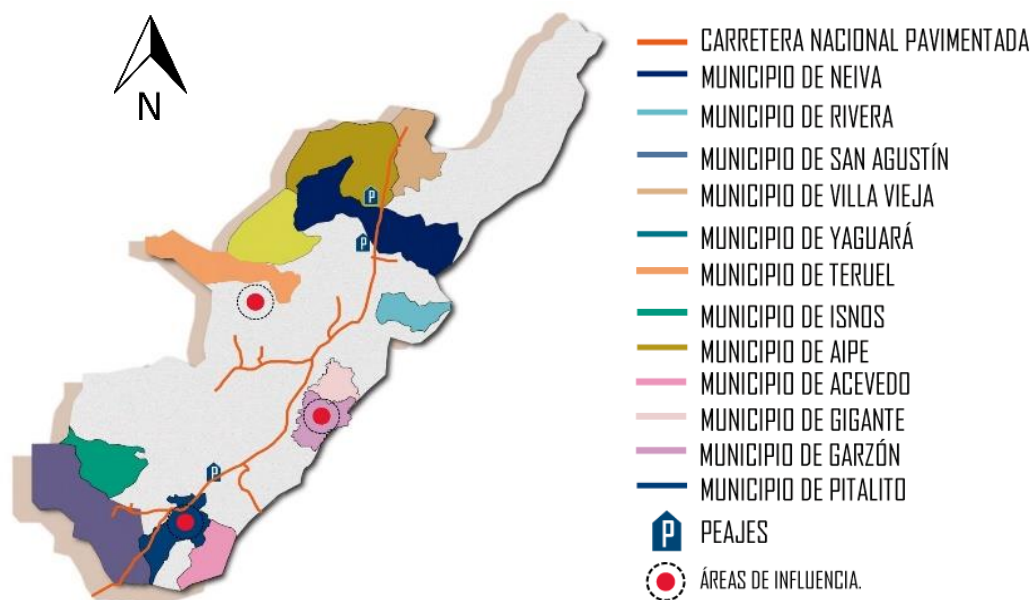 N
CARRETERA NACIONAL PAVIMENTADA
MUNICIPIO DE NEIVA
MUNICIPIO DE RIVERA
MUNICIPIO DE SAN AGUSTÍN
MUNICIPIO DE VILLA VIEJA
MUNICIPIO DE YAGUARÁ
MUNICIPIO DE TERUEL
MUNICIPIO DE ISNOS
MUNICIPIO DE AIPE
MUNICIPIO DE ACEVEDO
MUNICIPIO DE GIGANTE
MUNICIPIO DE GARZÓN
MUNICIPIO DE PITALITO
P PEAJES
ÁREAS DE INFLUENCIA.
P
P
P